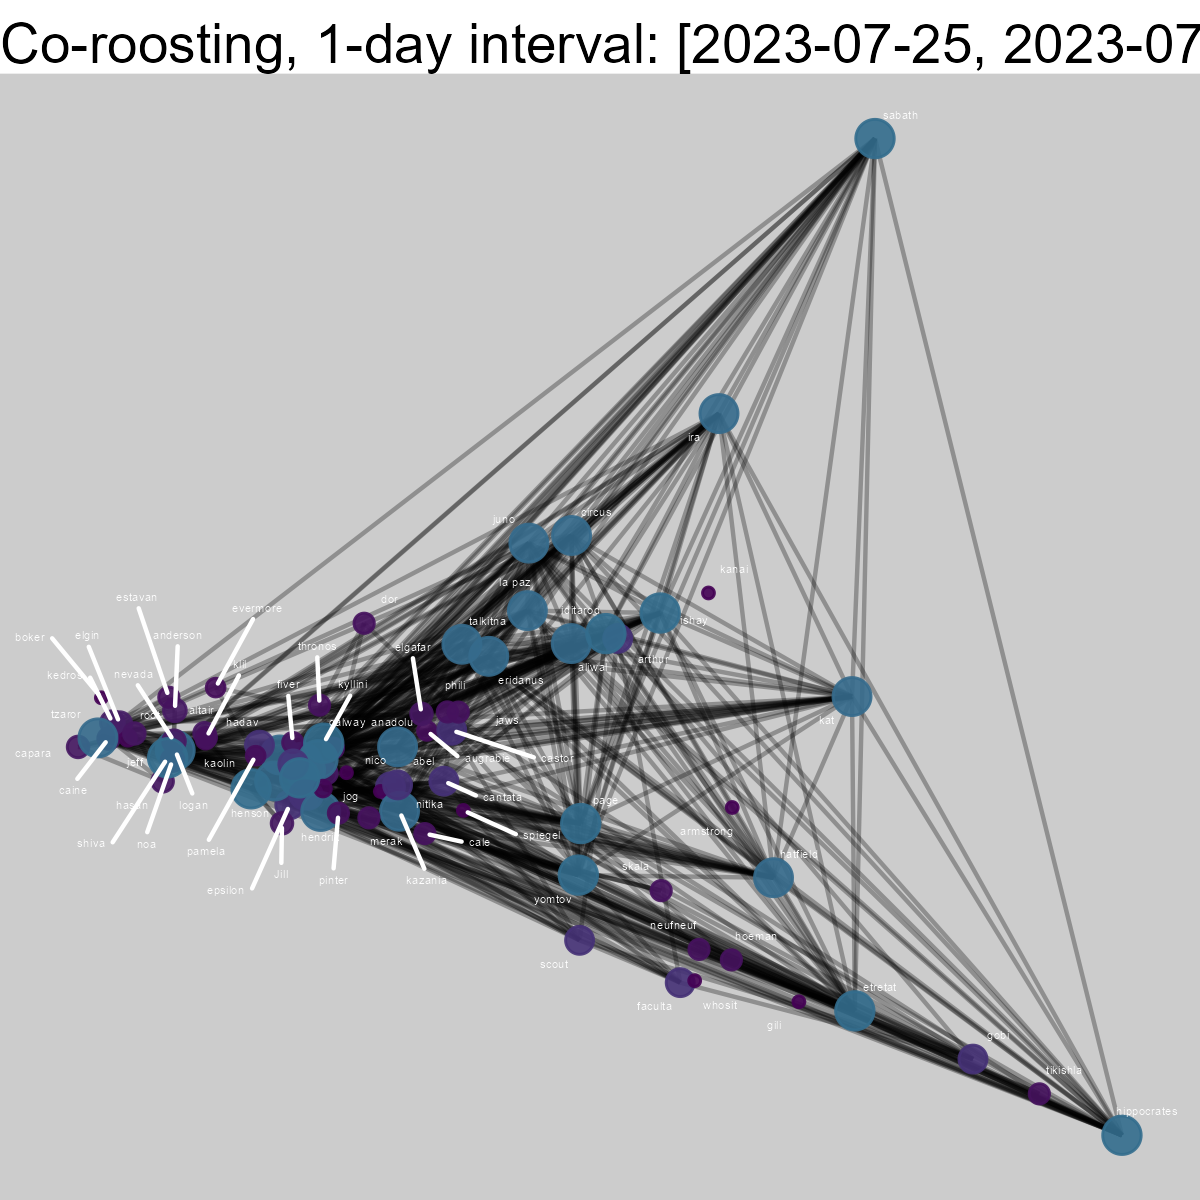 Co-roosting, 1-day interval: [2023-07-25, 2023-07
sabath
ira
circus
juno
kanai
la paz
estavan
dor
evermore
iditarod
ishay
talkitna
boker
elgin
anderson
thronos
elgafar
arthur
aliwal
kedros
nevada
klil
eridanus
fiver
kyllini
phili
tzaror
altair
hadav
galway
anadolu
jaws
kat
capara
jeff
kaolin
nico
abel
augrable
castor
caine
hasan
logan
henson
jog
nitika
cantata
page
shiva
noa
pamela
hendrix
merak
cale
spiegel
armstrong
hatfield
epsilon
Jill
pinter
kazania
skala
yomtov
neufneuf
hoeman
scout
etretat
faculta
whosit
gili
gobi
tikishla
hippocrates